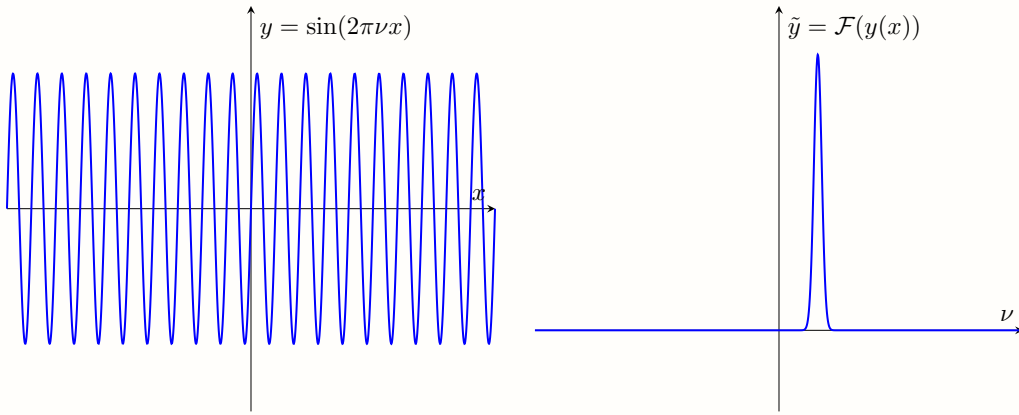 y = sin(2πνx)
x
ỹ = ℱ(y(x))
ν